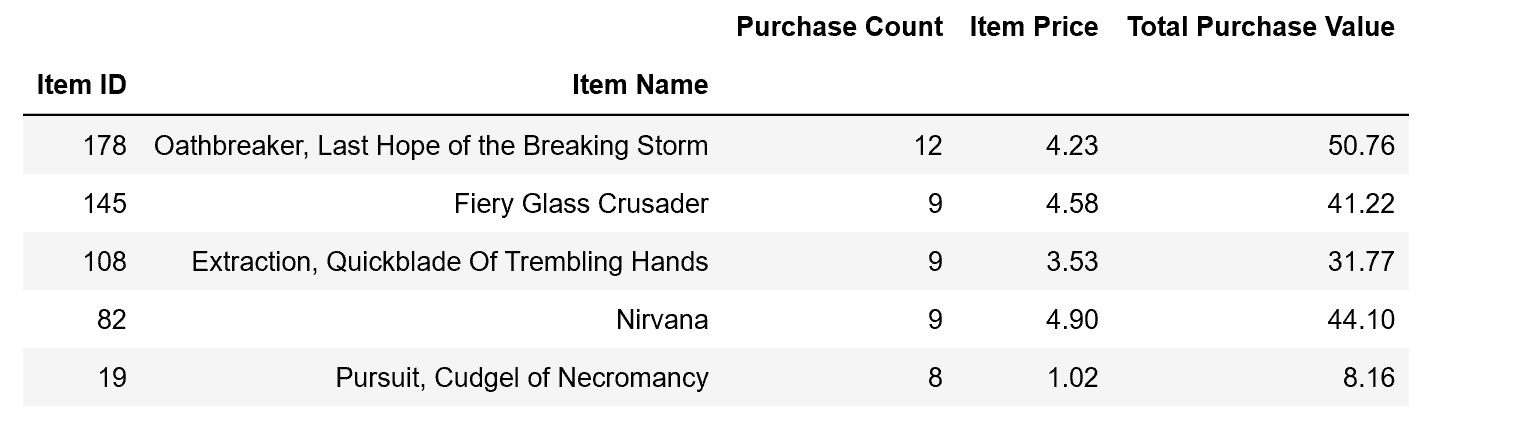 Purchase Count Item Price Total Purchase Value
Item ID Item Name
178 Oathbreaker, Last Hope of the Breaking Storm 12 4.23 50.76
145 Fiery Glass Crusader 9 4.58 41.22
108 Extraction, Quickblade Of Trembling Hands 9 3.53 31.77
82 Nirvana 9 4.90 44.10
19 Pursuit, Cudgel of Necromancy 8 1.02 8.16